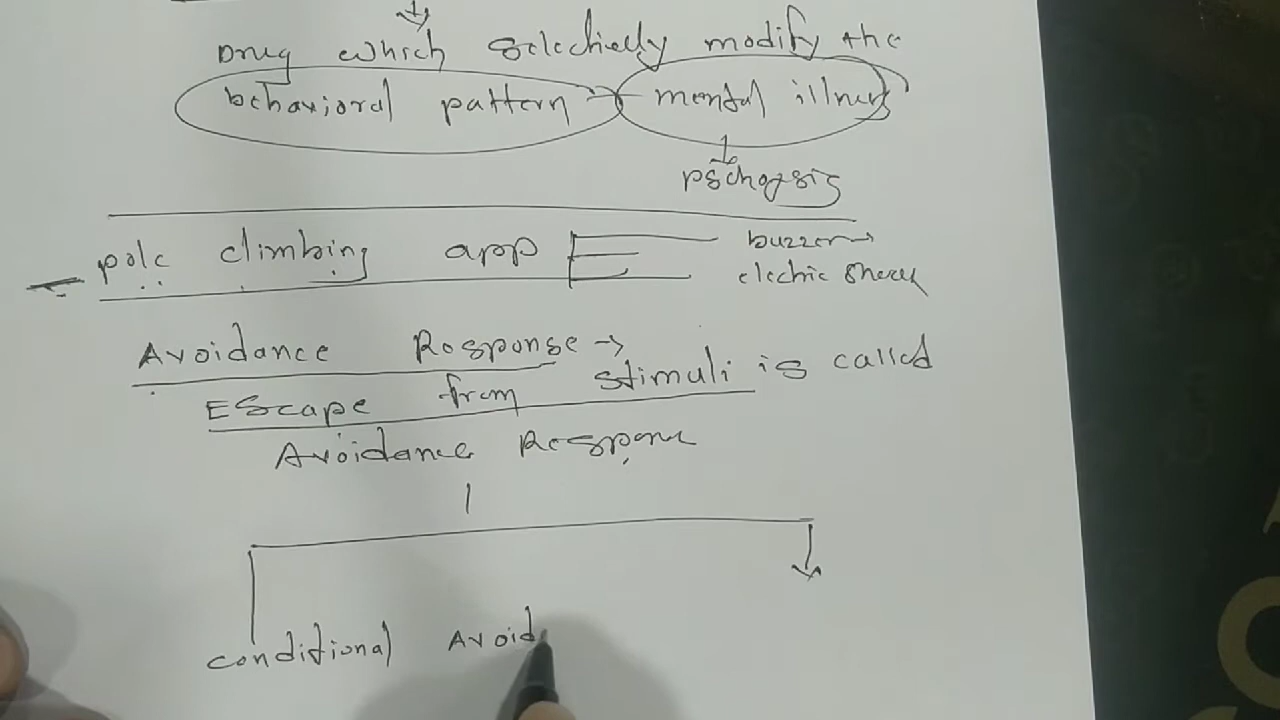 Drug which selectively modify the
behavioral pattern → mental illness
pschosis
pole climbing app
buzzer→
electric shock
Avoidance Response →
Escape from stimuli is called
Avoidance Response
conditional Avoid